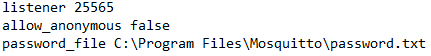 listener 25565
allow_anonymous false
password_file C:\Program Files\Mosquitto\password.txt